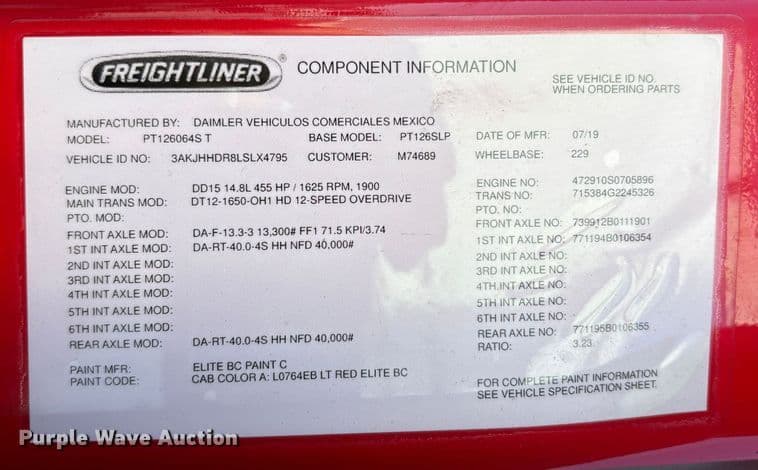 FREIGHTLINER ® COMPONENT INFORMATION
SEE VEHICLE ID NO.
WHEN ORDERING PARTS
MANUFACTURED BY: DAIMLER VEHICULOS COMERCIALES MEXICO
MODEL: PT126064S T BASE MODEL: PT126SLP DATE OF MFR: 07/19
VEHICLE ID NO: 3AKJHHDR8LSLX4795 CUSTOMER: M74689 WHEELBASE: 229
ENGINE MOD: DD15 14.8L 455 HP / 1625 RPM, 1900 ENGINE NO: 472910S0705896
MAIN TRANS MOD: DT12-1650-OH1 HD 12-SPEED OVERDRIVE TRANS NO: 715384G2245326
PTO. MOD: PTO. NO:
FRONT AXLE MOD: DA-F-13.3-3 13,300# FF1 71.5 KPI/3.74 FRONT AXLE NO: 739912B0111901
1ST INT AXLE MOD: DA-RT-40.0-4S HH NFD 40,000# 1ST INT AXLE NO: 771194B0106354
2ND INT AXLE MOD: 2ND INT AXLE NO:
3RD INT AXLE MOD: 3RD INT AXLE NO:
4TH INT AXLE MOD: 4TH INT AXLE NO:
5TH INT AXLE MOD: 5TH INT AXLE NO:
6TH INT AXLE MOD: 6TH INT AXLE NO:
REAR AXLE MOD: DA-RT-40.0-4S HH NFD 40,000# REAR AXLE NO: 771195B0106355
RATIO: 3.23
PAINT MFR: ELITE BC PAINT C
PAINT CODE: CAB COLOR A: L0764EB LT RED ELITE BC
FOR COMPLETE PAINT INFORMATION
SEE VEHICLE SPECIFICATION SHEET.
Purple Wave Auction